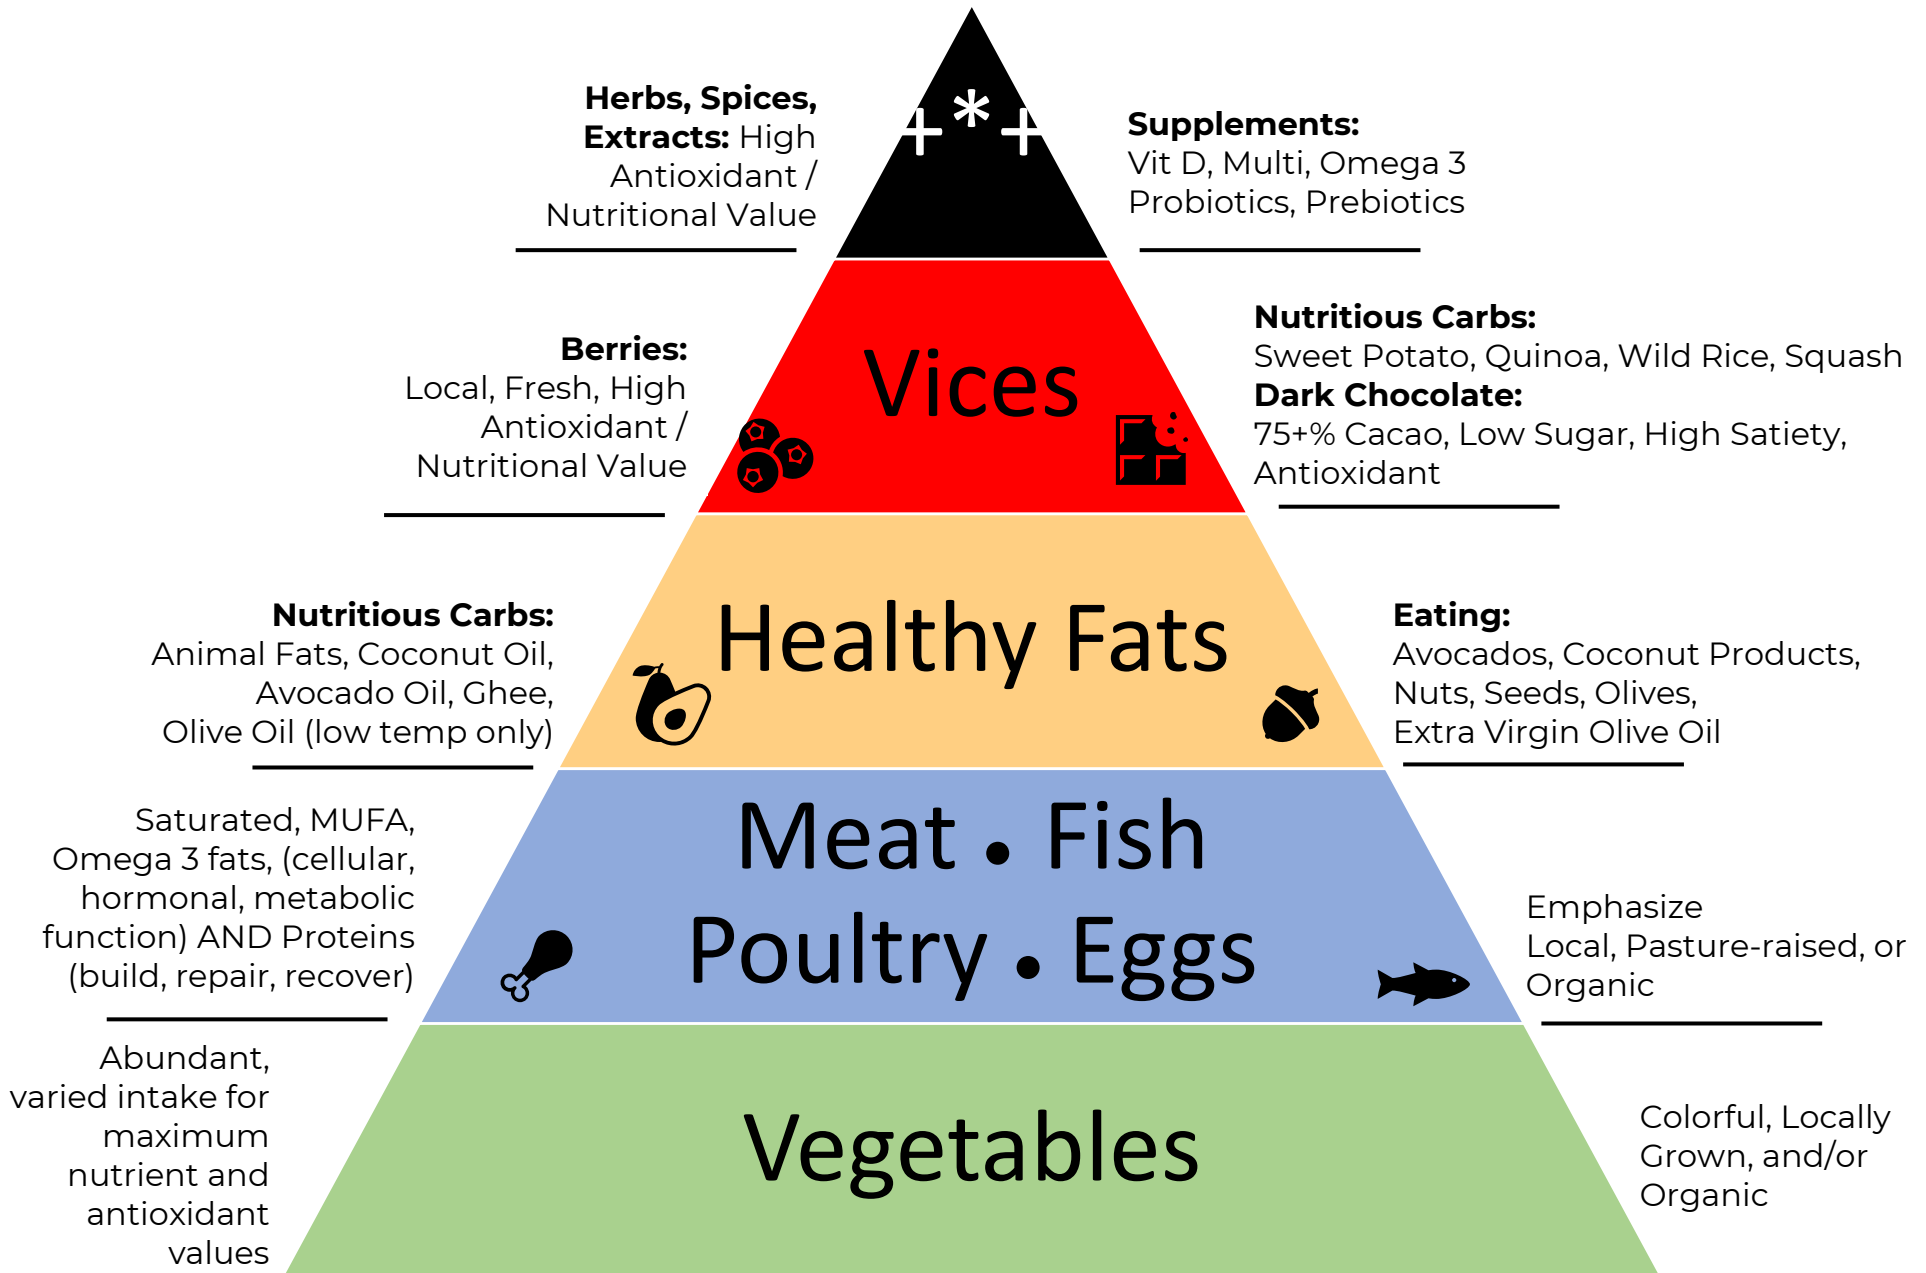 +*+
Herbs, Spices,
Extracts: High
Antioxidant /
Nutritional Value
Supplements:
Vit D, Multi, Omega 3
Probiotics, Prebiotics
Vices
Berries:
Local, Fresh, High
Antioxidant /
Nutritional Value
Nutritious Carbs:
Sweet Potato, Quinoa, Wild Rice, Squash
Dark Chocolate:
75+% Cacao, Low Sugar, High Satiety,
Antioxidant
Healthy Fats
Nutritious Carbs:
Animal Fats, Coconut Oil,
Avocado Oil, Ghee,
Olive Oil (low temp only)
Eating:
Avocados, Coconut Products,
Nuts, Seeds, Olives,
Extra Virgin Olive Oil
Meat • Fish
Poultry • Eggs
Saturated, MUFA,
Omega 3 fats, (cellular,
hormonal, metabolic
function) AND Proteins
(build, repair, recover)
Emphasize
Local, Pasture-raised, or
Organic
Vegetables
Abundant,
varied intake for
maximum
nutrient and
antioxidant
values
Colorful, Locally
Grown, and/or
Organic